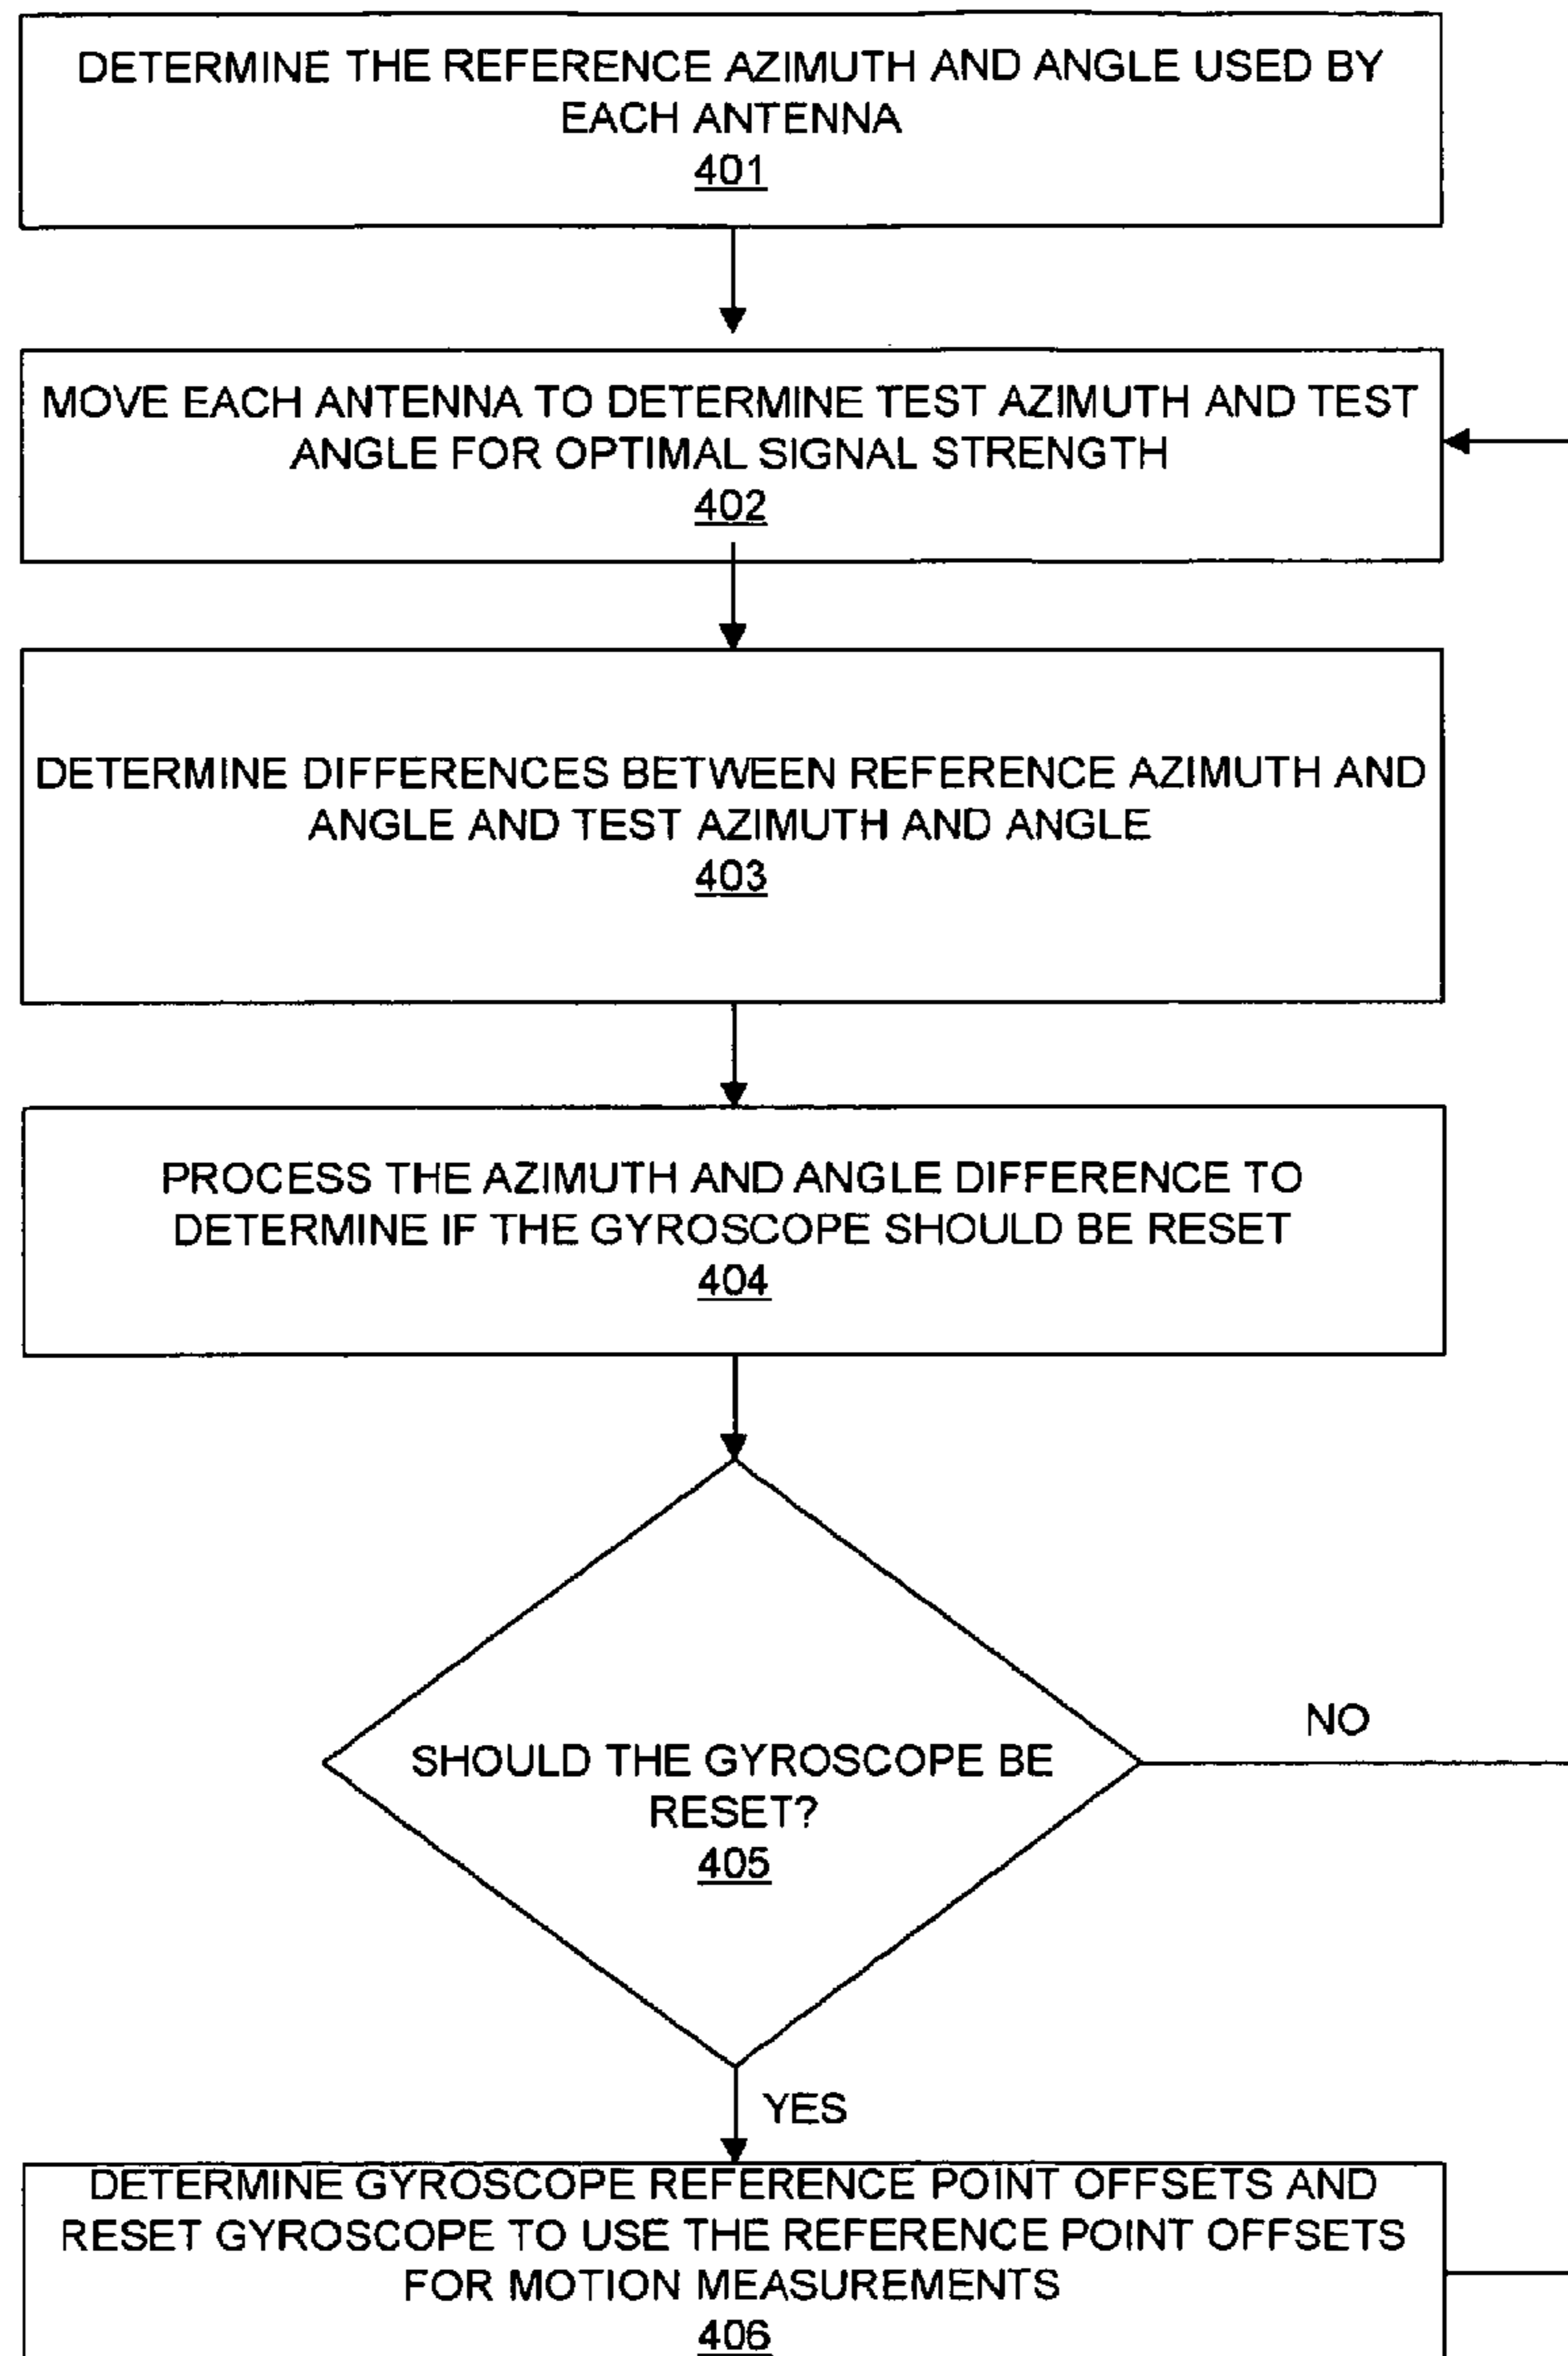 DETERMINE THE REFERENCE AZIMUTH AND ANGLE USED BY
EACH ANTENNA
401
MOVE EACH ANTENNA TO DETERMINE TEST AZIMUTH AND TEST
ANGLE FOR OPTIMAL SIGNAL STRENGTH
402
DETERMINE DIFFERENCES BETWEEN REFERENCE AZIMUTH AND
ANGLE AND TEST AZIMUTH AND ANGLE
403
PROCESS THE AZIMUTH AND ANGLE DIFFERENCE TO
DETERMINE IF THE GYROSCOPE SHOULD BE RESET
404
NO
SHOULD THE GYROSCOPE BE
RESET?
405
YES
DETERMINE GYROSCOPE REFERENCE POINT OFFSETS AND
RESET GYROSCOPE TO USE THE REFERENCE POINT OFFSETS
FOR MOTION MEASUREMENTS
406